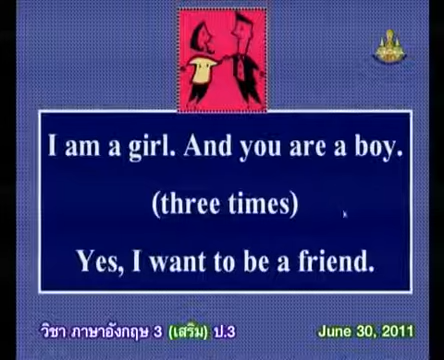 I am a girl. And you are a boy.
(three times)
Yes, I want to be a friend.
วิชา ภาษาอังกฤษ 3 (เสริม) ป.3 June 30, 2011